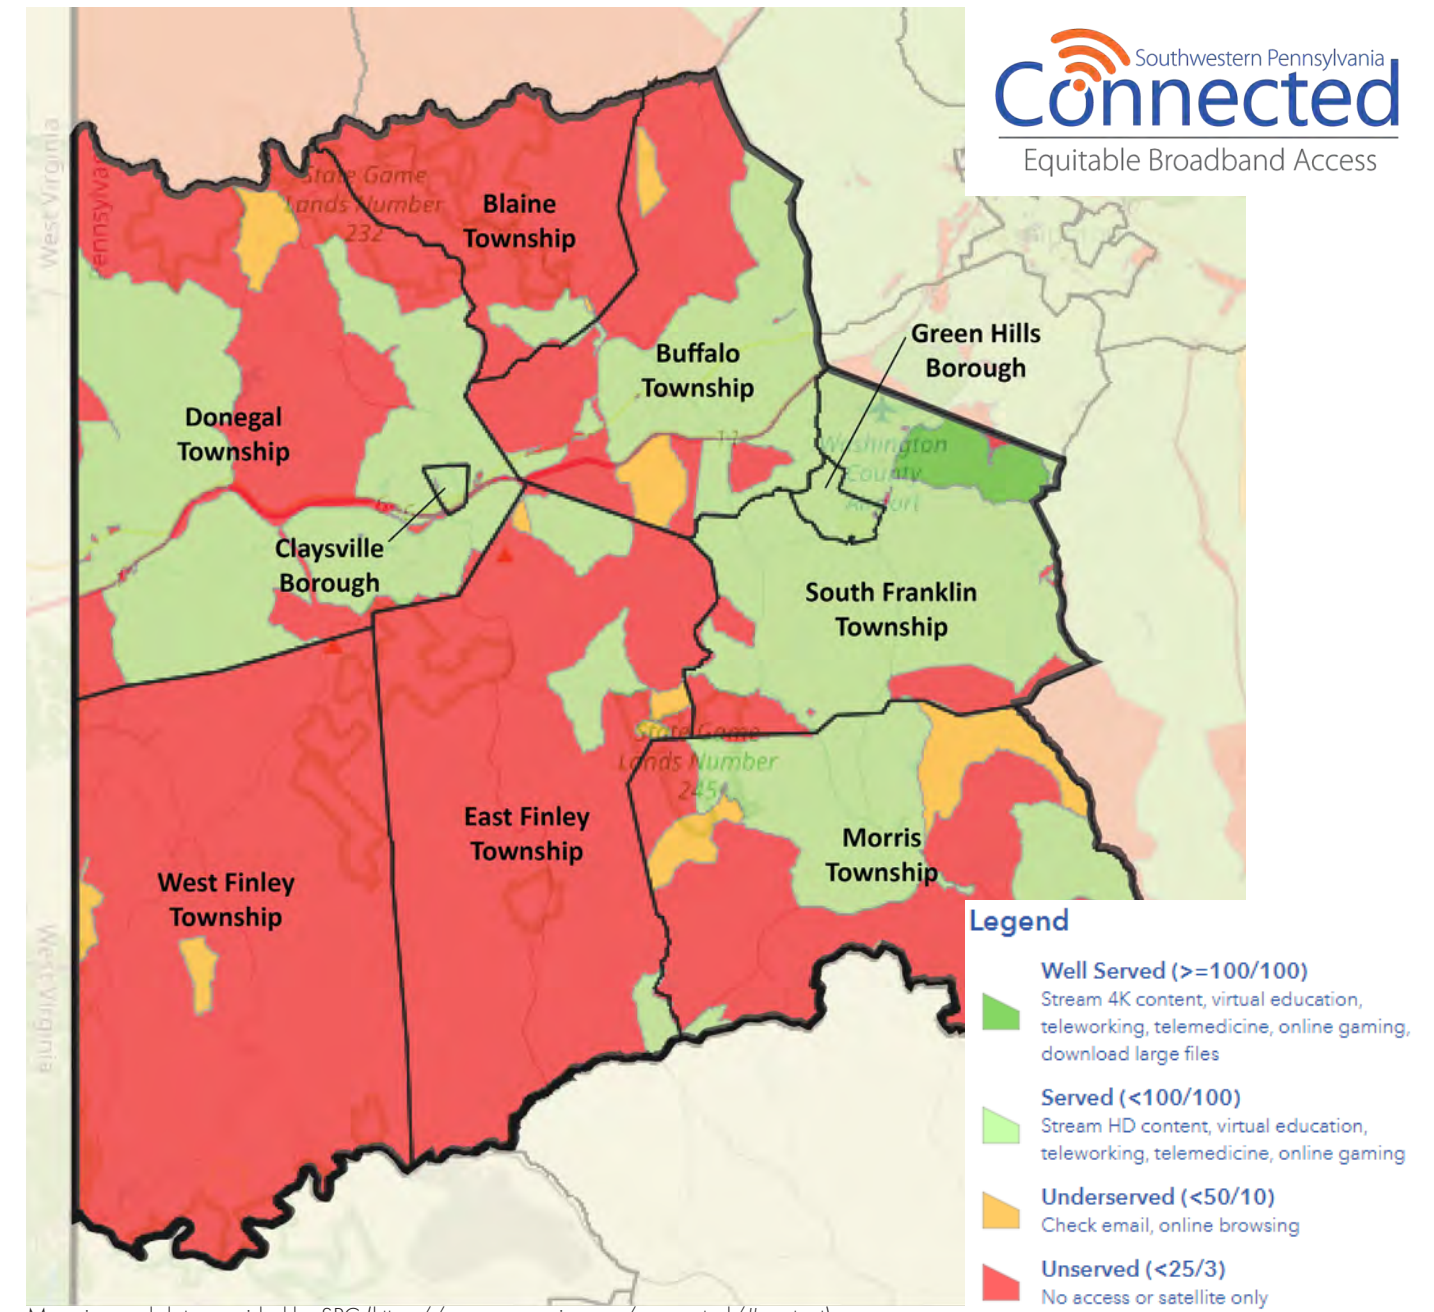 Southwestern Pennsylvania
Connected
Equitable Broadband Access
West Virginia
Pennsylva
State Game
Lands Number
232
Blaine
Township
Buffalo
Township
Green Hills
Borough
Donegal
Township
Washington
County
Airport
Claysville
Borough
South Franklin
Township
State Game
Lands Number
245
East Finley
Township
Morris
Township
West Finley
Township
West Virginia
Legend
Well Served (>=100/100)
Stream 4K content, virtual education,
teleworking, telemedicine, online gaming,
download large files
Served (<100/100)
Stream HD content, virtual education,
teleworking, telemedicine, online gaming
Underserved (<50/10)
Check email, online browsing
Unserved (<25/3)
No access or satellite only